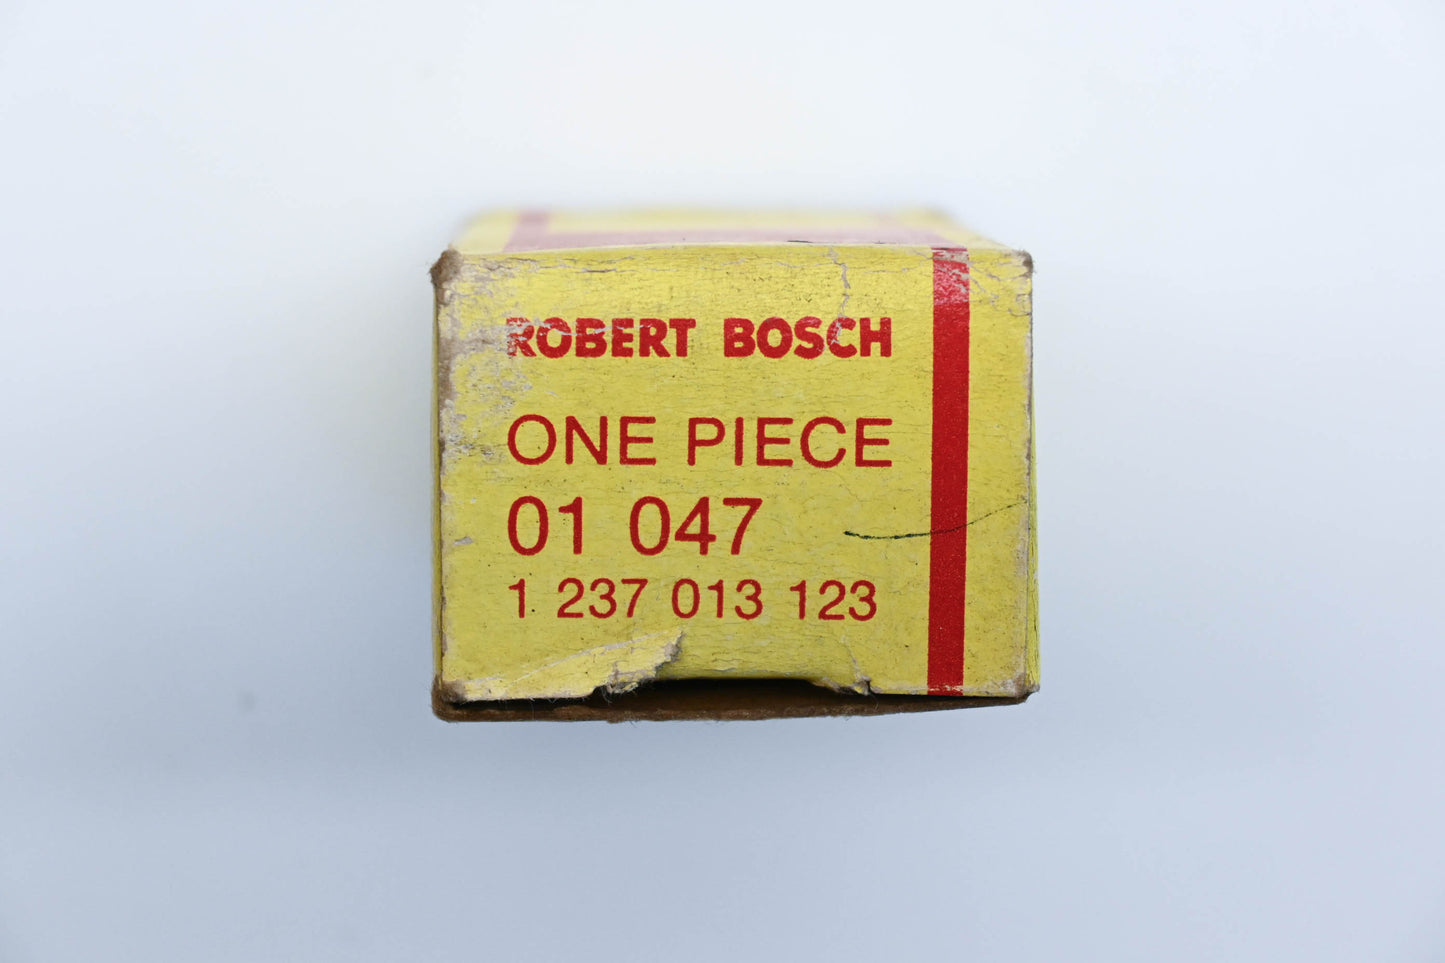 ROBERT BOSCH
ONE PIECE
01 047
1 237 013 123